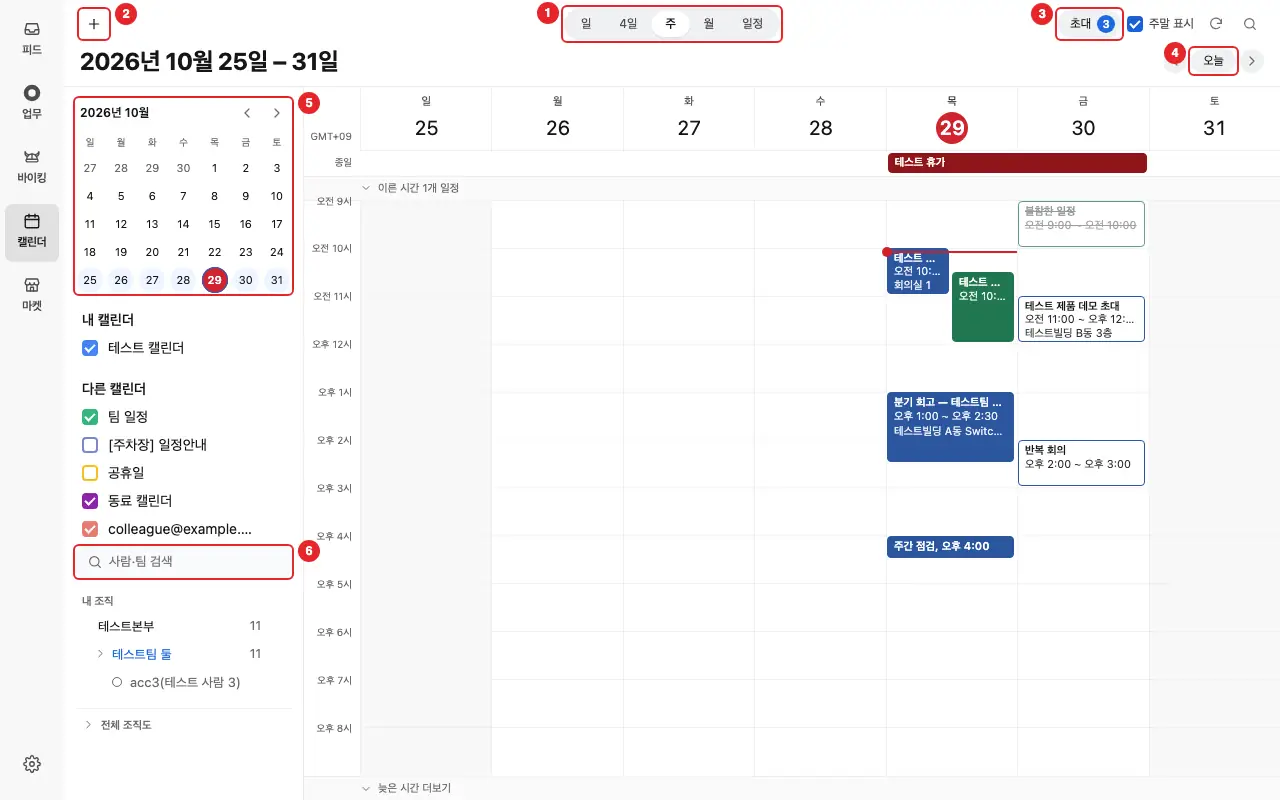 피드
업무
바이킹
캘린더
마켓
2
1
일 4일 주 월 일정
3
초대 3
주말 표시
2026년 10월 25일 – 31일
4
오늘
5
2026년 10월
일 월 화 수 목 금 토
27 28 29 30 1 2 3
4 5 6 7 8 9 10
11 12 13 14 15 16 17
18 19 20 21 22 23 24
25 26 27 28 29 30 31
내 캘린더
테스트 캘린더
다른 캘린더
팀 일정
[주차장] 일정안내
공휴일
동료 캘린더
colleague@example....
6
사람·팀 검색
내 조직
테스트본부 11
테스트팀 둘 11
acc3(테스트 사람 3)
전체 조직도
일 월 화 수 목 금 토
GMT+09
25 26 27 28 29 30 31
종일
테스트 휴가
이른 시간 1개 일정
오전 9시
오전 10시
오전 11시
오후 12시
오후 1시
오후 2시
오후 3시
오후 4시
오후 5시
오후 6시
오후 7시
오후 8시
불참한 일정
오전 9:00 ~ 오전 10:00
테스트 ...
오전 10:...
회의실 1
테스트 ...
오전 10:...
테스트 제품 데모 초대
오전 11:00 ~ 오후 12:...
테스트빌딩 B동 3층
분기 회고 — 테스트팀 ...
오후 1:00 ~ 오후 2:30
테스트빌딩 A동 Switc...
반복 회의
오후 2:00 ~ 오후 3:00
주간 점검, 오후 4:00
늦은 시간 더보기